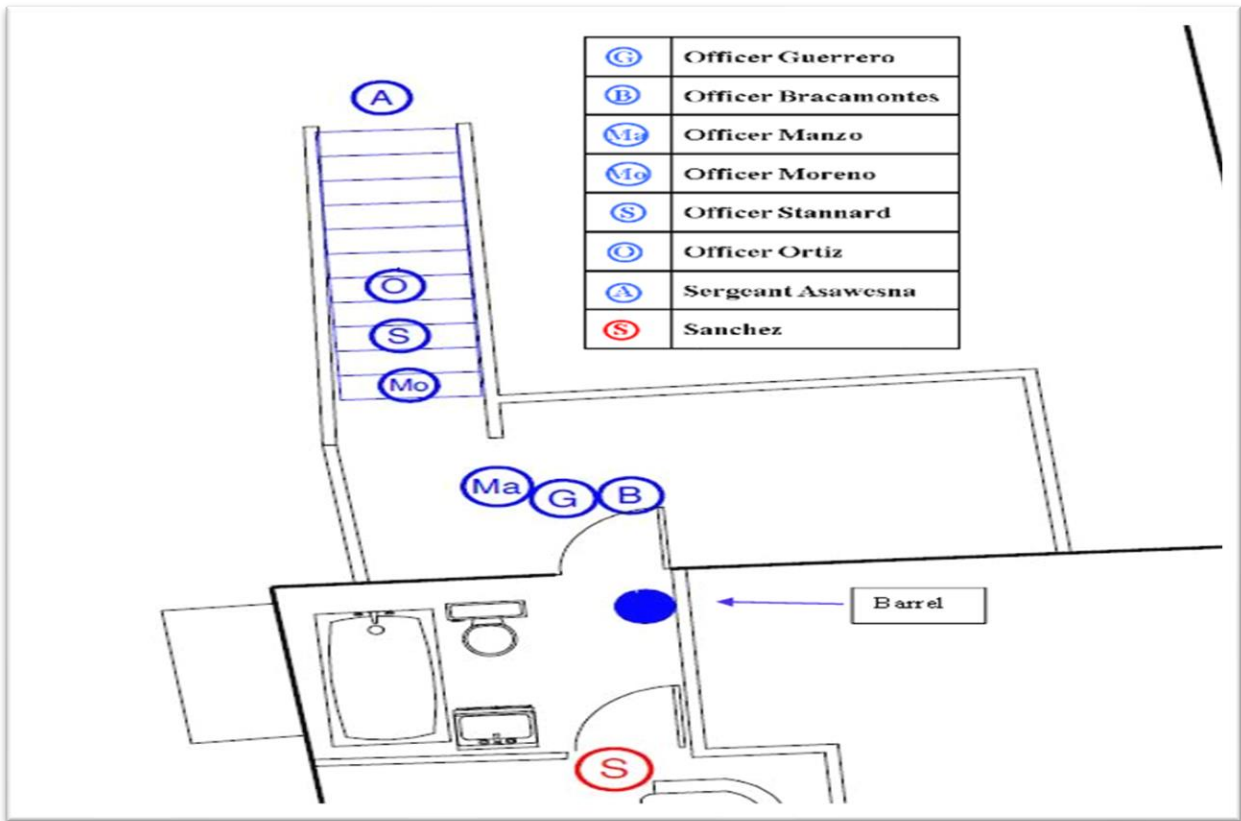 G Officer Guerrero
B Officer Bracamontes
Ma Officer Manzo
Mo Officer Moreno
S Officer Stannard
O Officer Ortiz
A Sergeant Asawesna
S Sanchez
A
O
S
Mo
Ma
G
B
Barrel
S